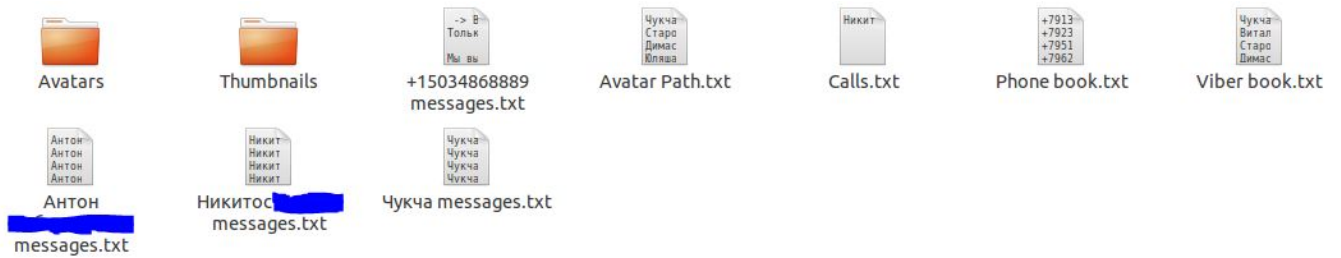 -> В
Тольк
Мы вы
Чукча
Старо
Димас
Юляша
Никит
+7913
+7923
+7951
+7962
Чукча
Витал
Старо
Димас
Avatars
Thumbnails
+15034868889
messages.txt
Avatar Path.txt
Calls.txt
Phone book.txt
Viber book.txt
Антон
Антон
Антон
Антон
Никит
Никит
Никит
Никит
Чукча
Чукча
Чукча
Чукча
Антон
messages.txt
Никитос
messages.txt
Чукча messages.txt